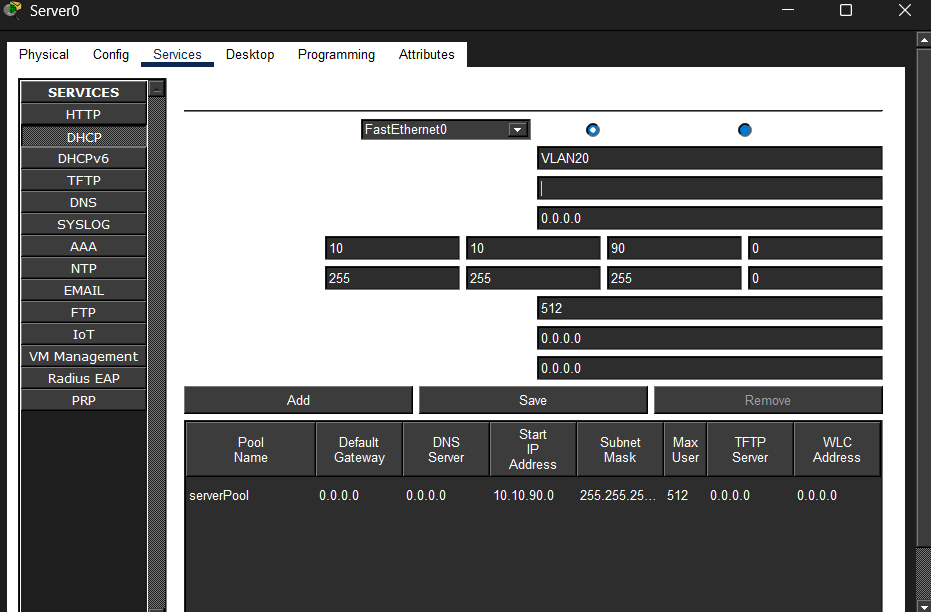 Server0
Physical Config Services Desktop Programming Attributes
SERVICES
HTTP
DHCP
DHCPv6
TFTP
DNS
SYSLOG
AAA
NTP
EMAIL
FTP
IoT
VM Management
Radius EAP
PRP
FastEthernet0
VLAN20
0.0.0.0
10 10 90 0
255 255 255 0
512
0.0.0.0
0.0.0.0
Add Save Remove
Pool Name Default Gateway DNS Server Start IP Address Subnet Mask Max User TFTP Server WLC Address
serverPool 0.0.0.0 0.0.0.0 10.10.90.0 255.255.25... 512 0.0.0.0 0.0.0.0